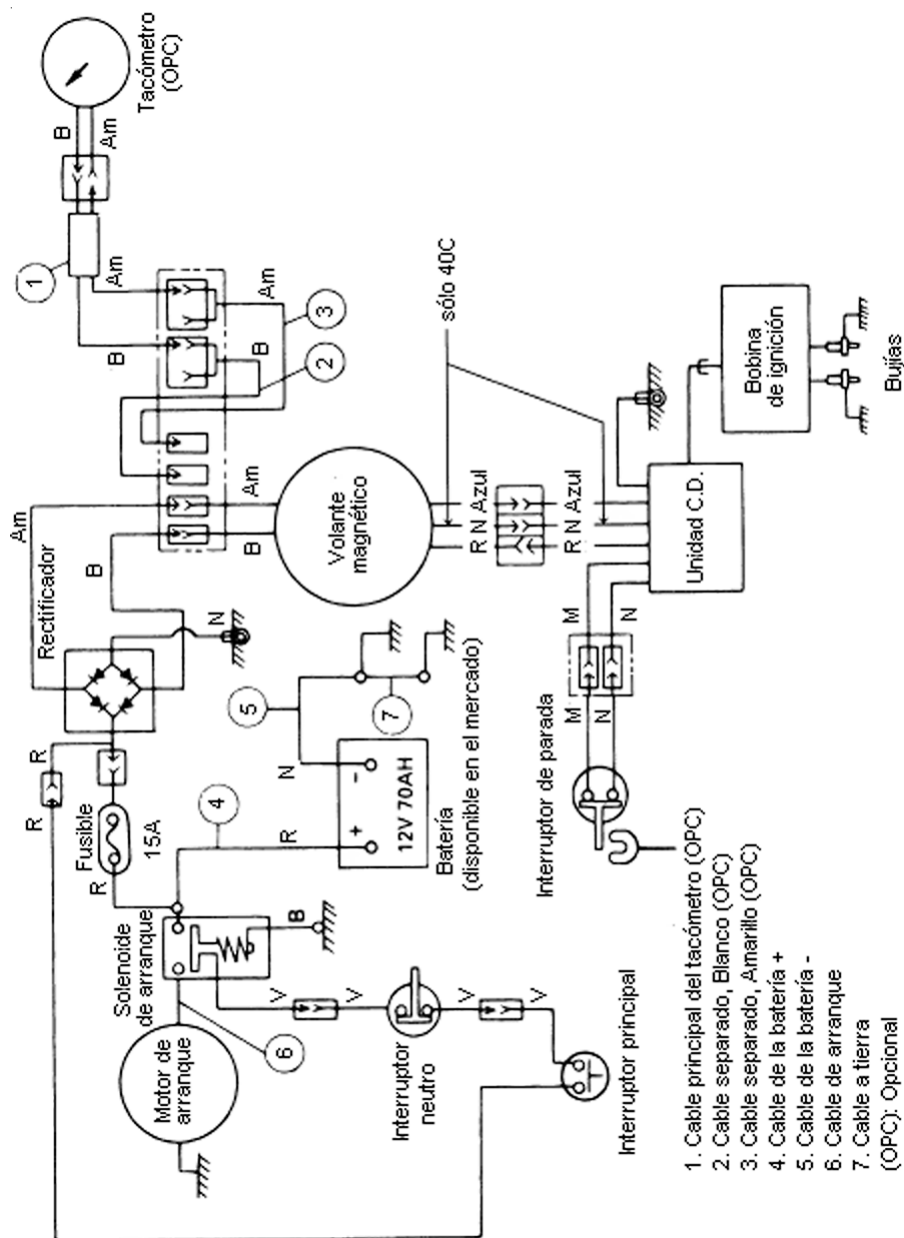 Tacómetro
(OPC)
B
Am
1
Am
B
Am
3
B
2
Am
Rectificador
B
N
Am
B
Volante
magnético
sólo 40C
R N Azul
R N Azul
Unidad C.D.
Bobina
de ignición
Bujías
R
R
Fusible
15A
R
4
R
5
N
7
+ -
12V 70AH
Batería
(disponible en el mercado)
Solenoide
de arranque
B
Motor de
arranque
6
V
V
Interruptor
neutro
V
V
Interruptor principal
Interruptor de parada
M
N
M
N
1. Cable principal del tacómetro (OPC)
2. Cable separado, Blanco (OPC)
3. Cable separado, Amarillo (OPC)
4. Cable de la batería +
5. Cable de la batería -
6. Cable de arranque
7. Cable a tierra
(OPC): Opcional